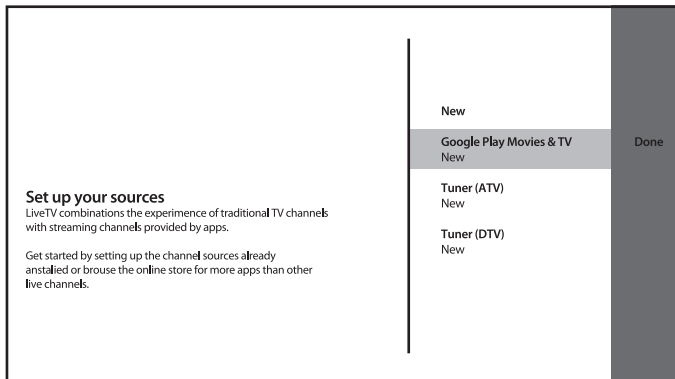 Set up your sources
LiveTV combinations the experimence of traditional TV channels
with streaming channels provided by apps.
Get started by setting up the channel sources already
anstalied or brouse the online store for more apps than other
live channels.
New
Google Play Movies & TV
New
Tuner (ATV)
New
Tuner (DTV)
New
Done